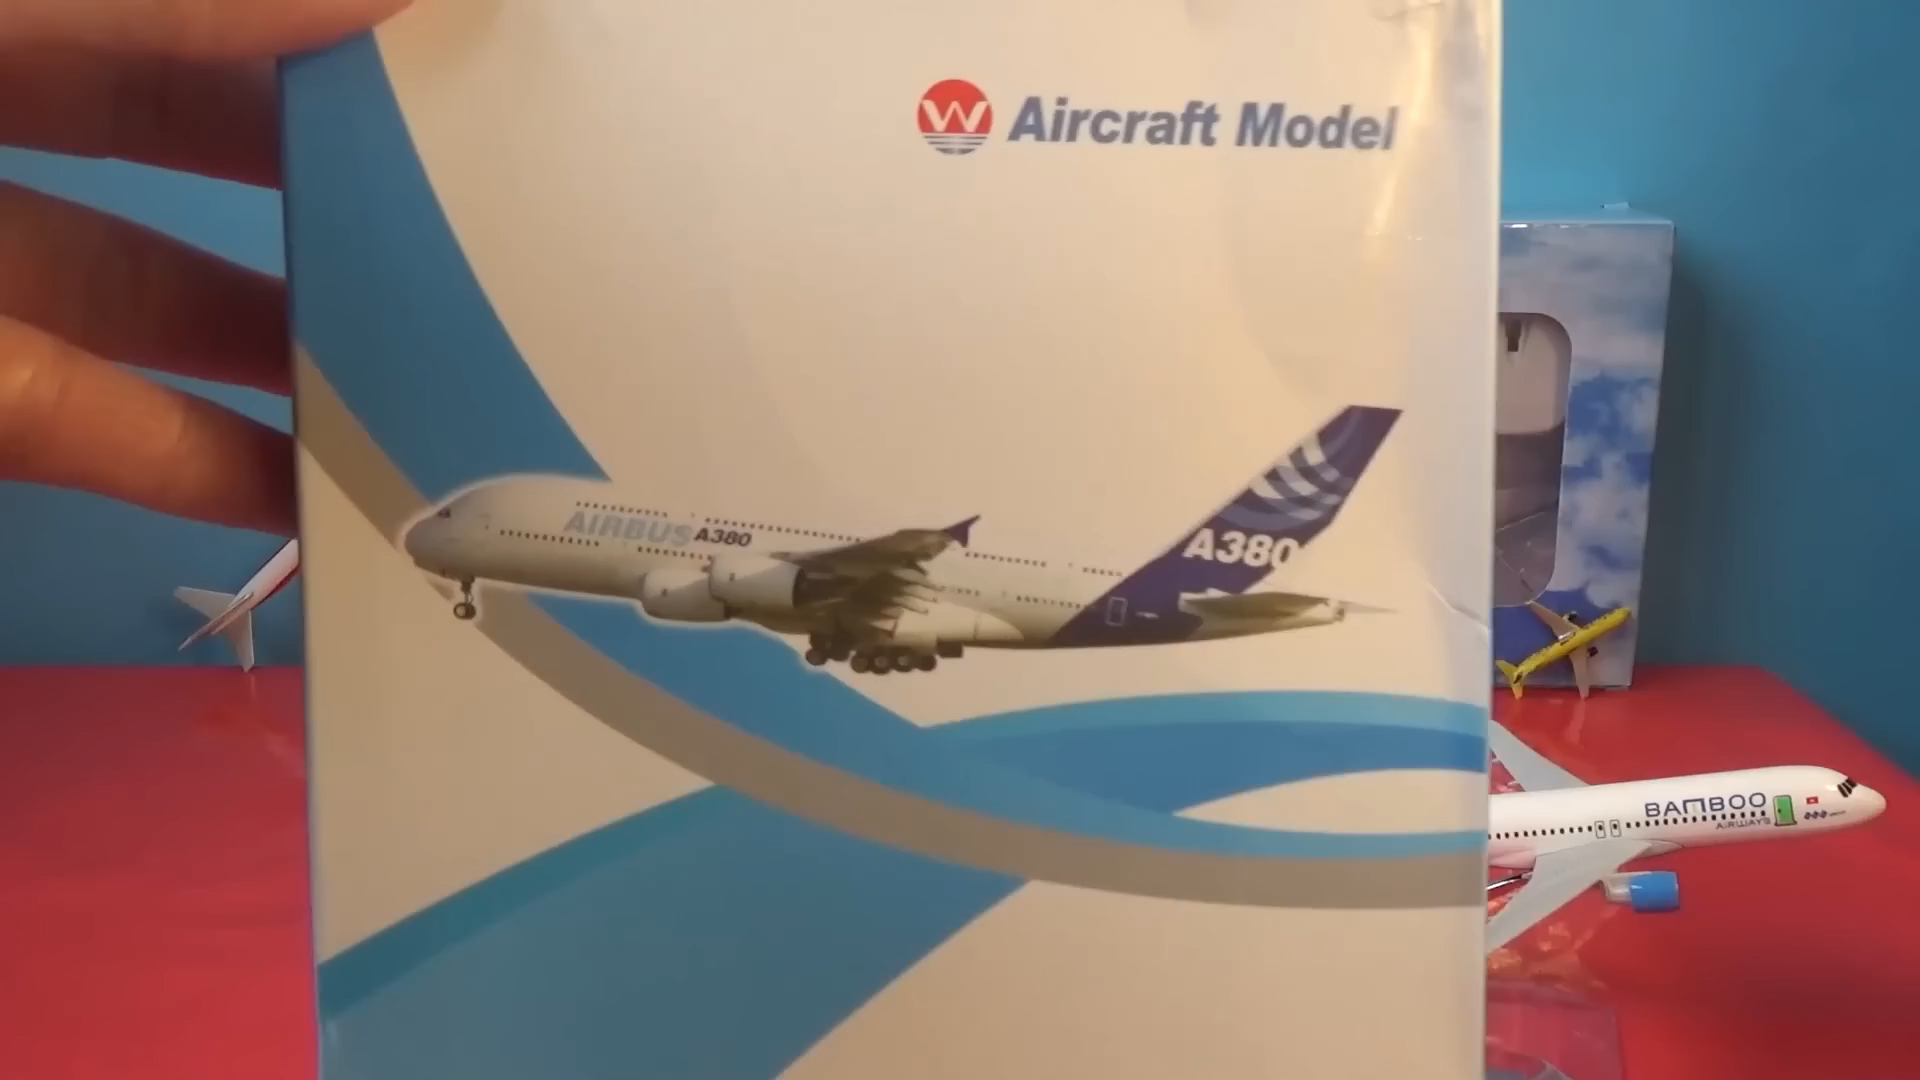 W Aircraft Model
AIRBUS A380
A380
BAMBOO
AIRWAYS